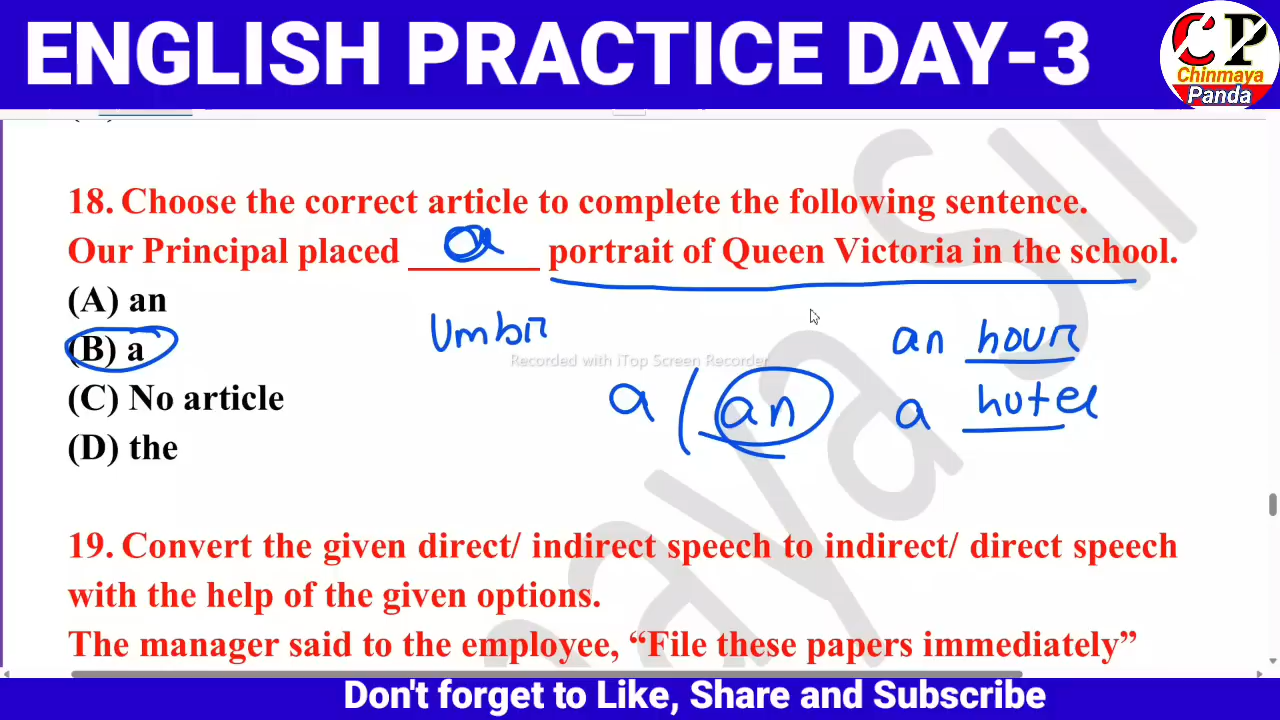 ENGLISH PRACTICE DAY-3
CP
Chinmaya
Panda
18. Choose the correct article to complete the following sentence.
Our Principal placed a portrait of Queen Victoria in the school.
(A) an
(B) a
(C) No article
(D) the
an hour
a / an
a hotel
Recorded with iTop Screen Recorder
19. Convert the given direct/ indirect speech to indirect/ direct speech
with the help of the given options.
The manager said to the employee, “File these papers immediately”
Don't forget to Like, Share and Subscribe